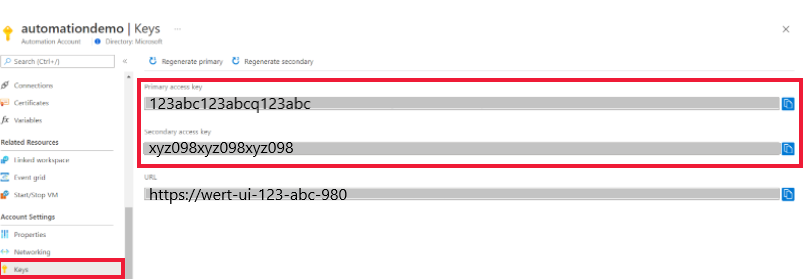 automationdemo | Keys ...
Automation Account Directory: Microsoft
Search (Ctrl+/)
Connections
Certificates
fx Variables
Related Resources
Linked workspace
Event grid
Start/Stop VM
Account Settings
Properties
Networking
Keys
Regenerate primary Regenerate secondary
Primary access key
123abc123abcq123abc
Secondary access key
xyz098xyz098xyz098
URL
https://wert-ui-123-abc-980